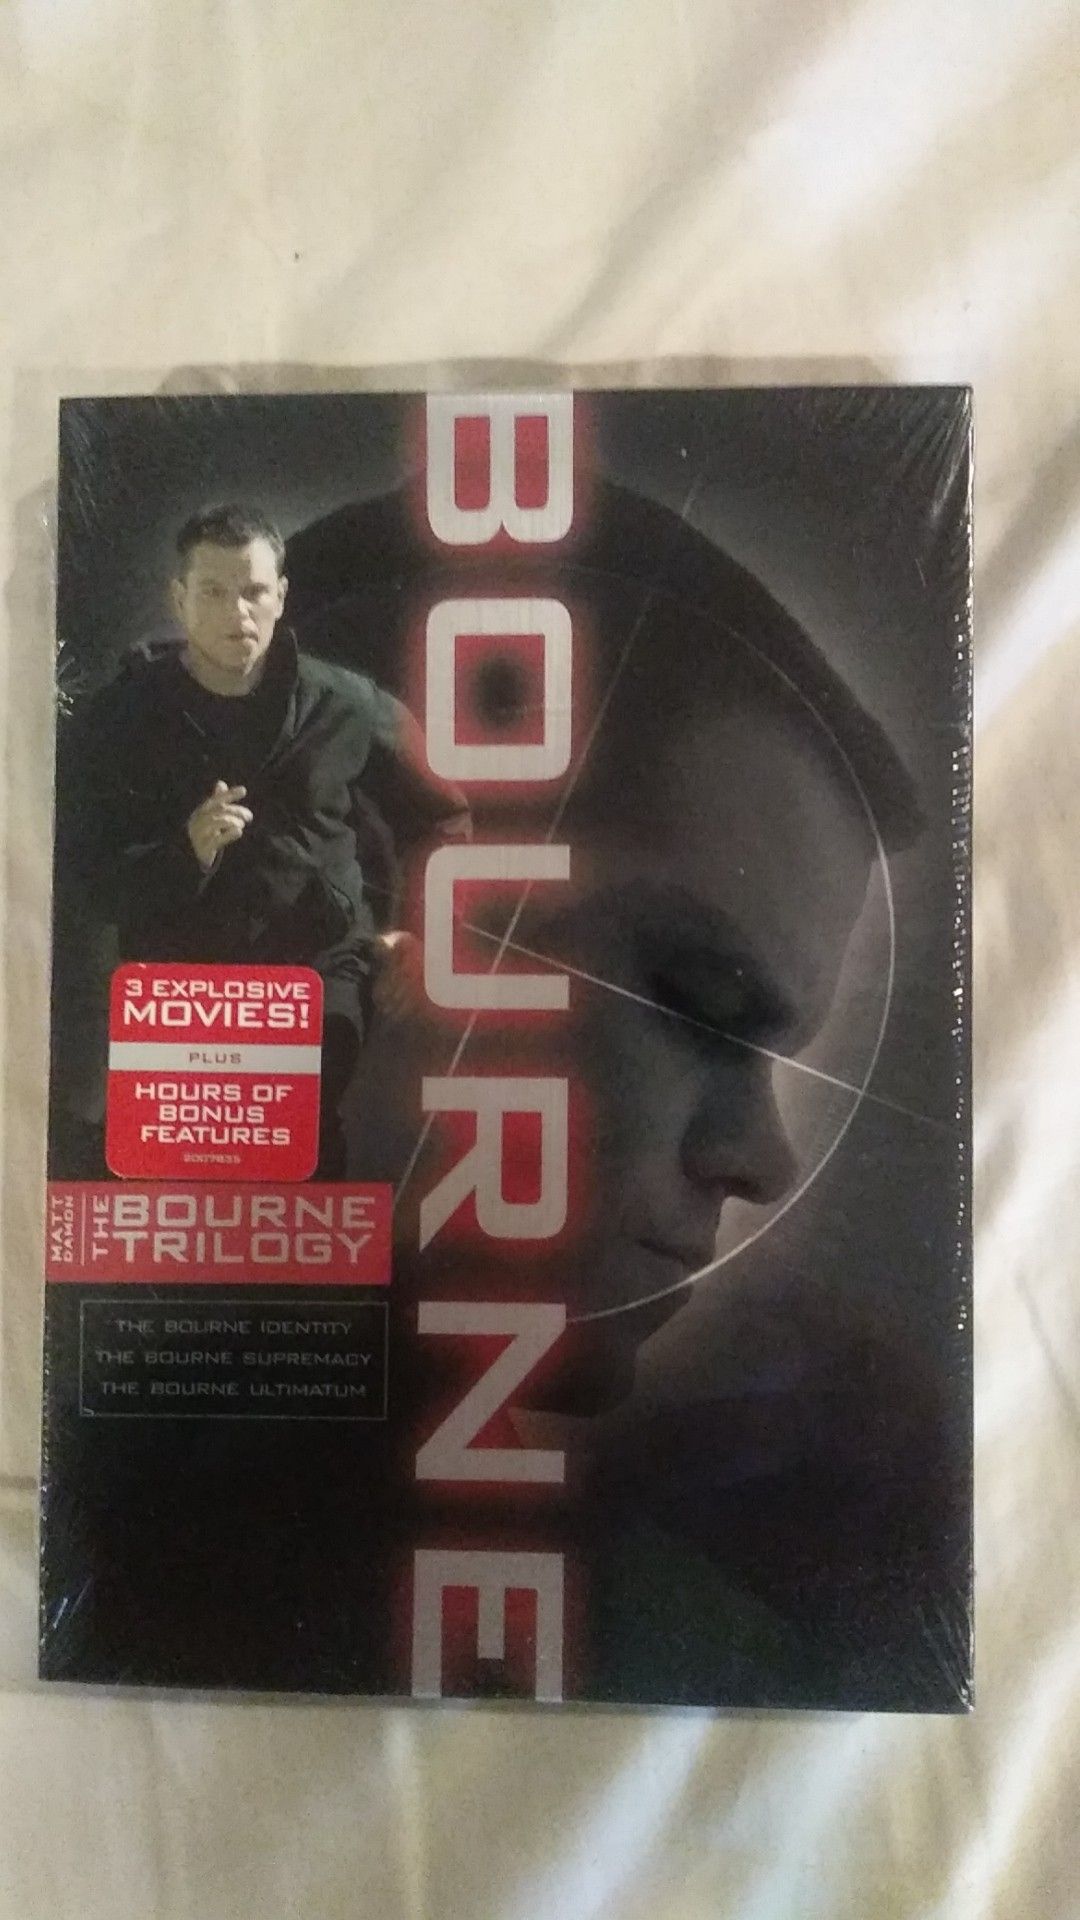 BOURNE
3 EXPLOSIVE
MOVIES!
PLUS
HOURS OF
BONUS
FEATURES
MATT
DAMON
THE
BOURNE
TRILOGY
THE BOURNE IDENTITY
THE BOURNE SUPREMACY
THE BOURNE ULTIMATUM